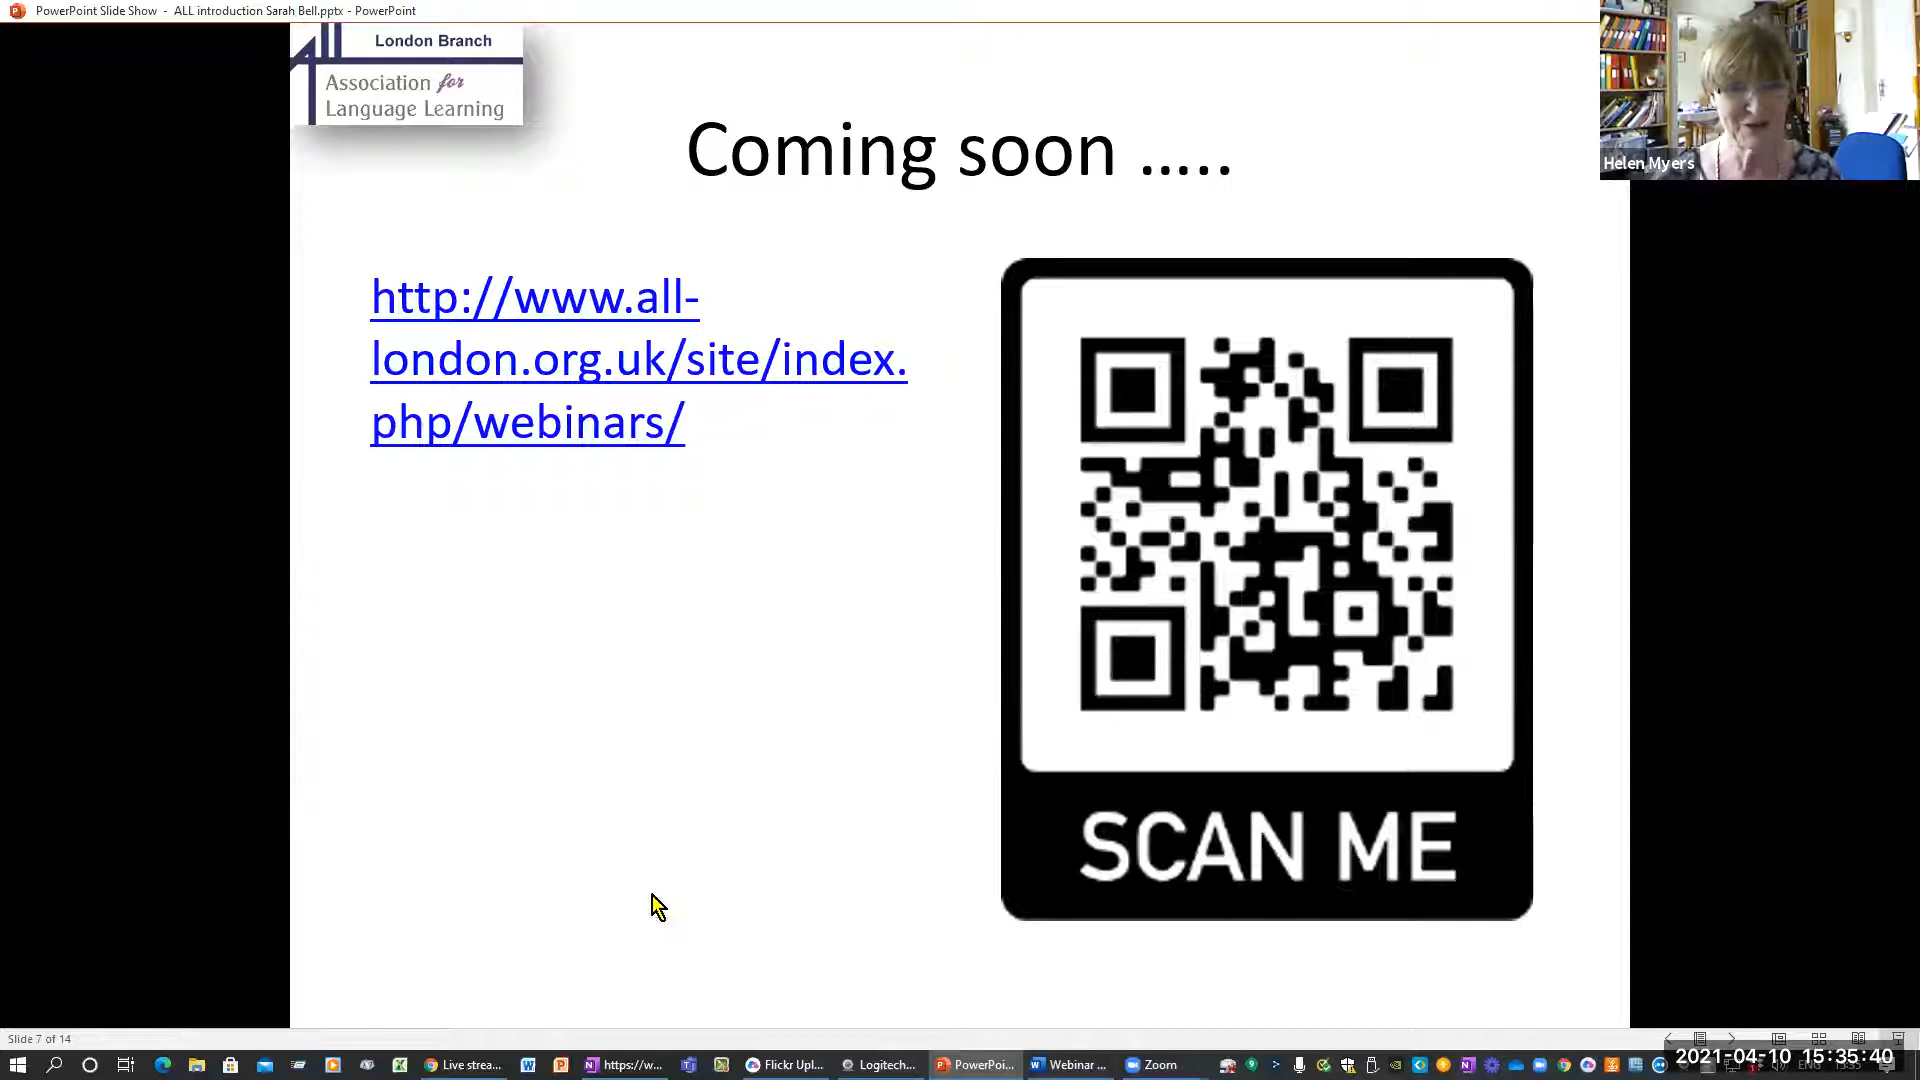 PowerPoint Slide Show - ALL introduction Sarah Bell.pptx - PowerPoint
London Branch
Association for
Language Learning
Helen Myers
Coming soon .....
http://www.all-
london.org.uk/site/index.
php/webinars/
SCAN ME
Slide 7 of 14
Live strea...
https://w...
Flickr Upl...
Logitech...
PowerPoi...
Webinar ...
Zoom
2021-04-10 15:35:40